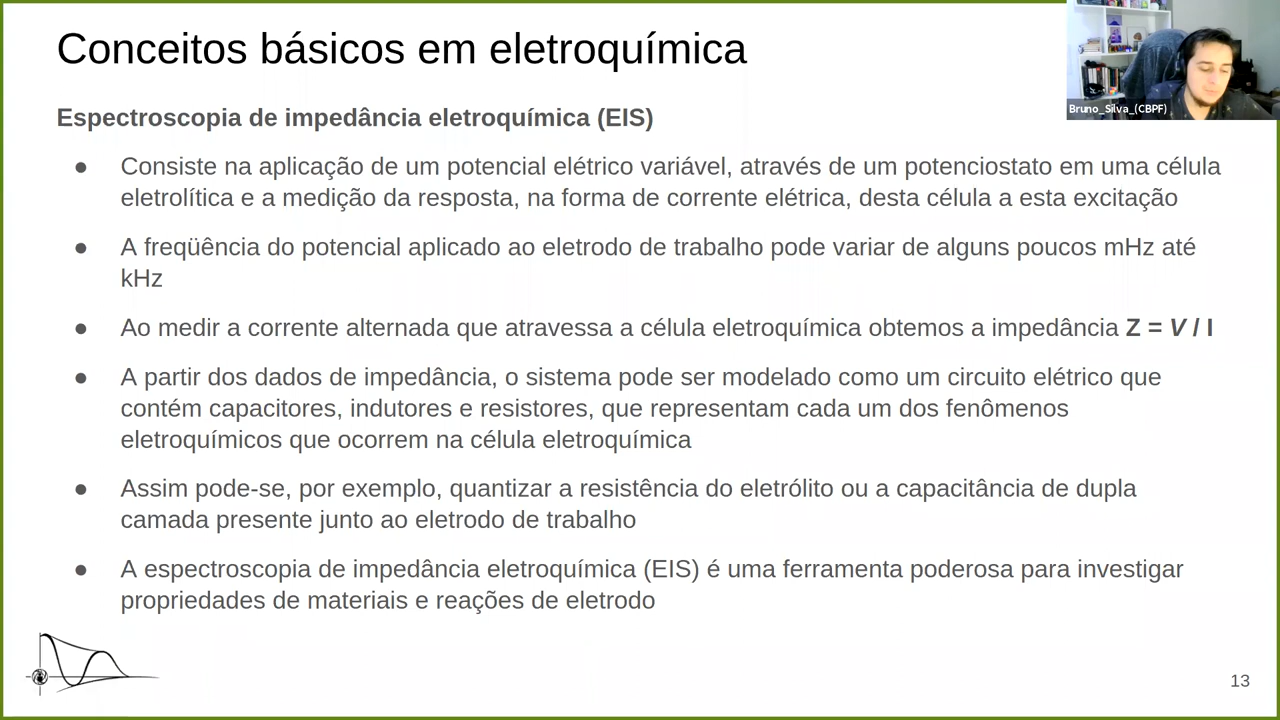 Conceitos básicos em eletroquímica
Bruno_Silva_(CBPF)
Espectroscopia de impedância eletroquímica (EIS)
● Consiste na aplicação de um potencial elétrico variável, através de um potenciostato em uma célula
eletrolítica e a medição da resposta, na forma de corrente elétrica, desta célula a esta excitação
● A freqüência do potencial aplicado ao eletrodo de trabalho pode variar de alguns poucos mHz até
kHz
● Ao medir a corrente alternada que atravessa a célula eletroquímica obtemos a impedância Z = V / I
● A partir dos dados de impedância, o sistema pode ser modelado como um circuito elétrico que
contém capacitores, indutores e resistores, que representam cada um dos fenômenos
eletroquímicos que ocorrem na célula eletroquímica
● Assim pode-se, por exemplo, quantizar a resistência do eletrólito ou a capacitância de dupla
camada presente junto ao eletrodo de trabalho
● A espectroscopia de impedância eletroquímica (EIS) é uma ferramenta poderosa para investigar
propriedades de materiais e reações de eletrodo
13